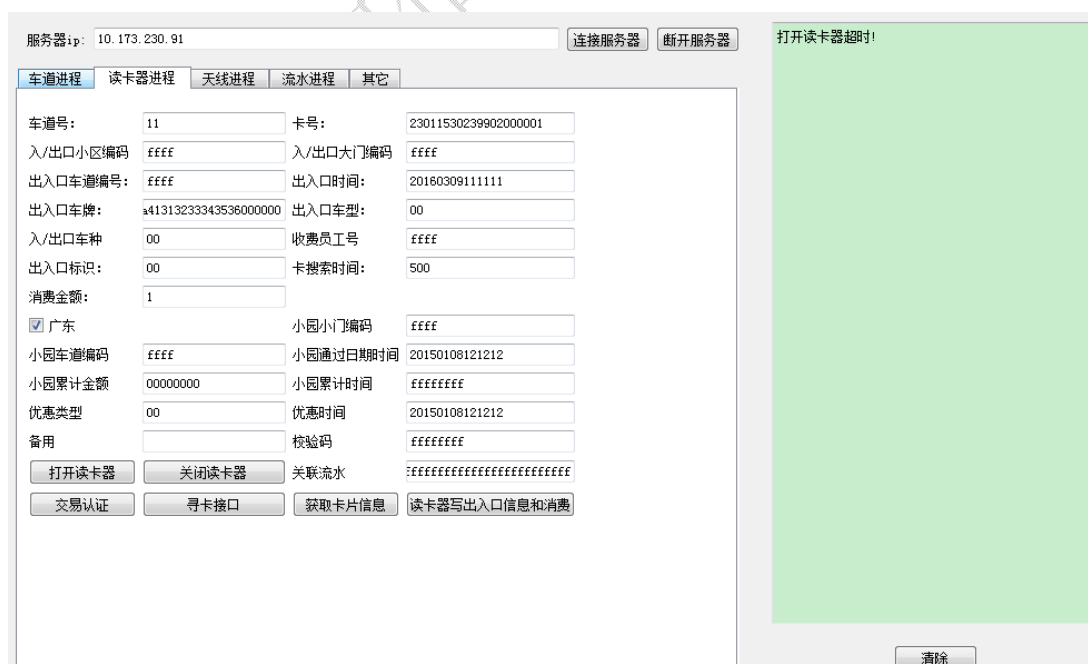 服务器ip: 10.173.230.91 连接服务器 断开服务器
打开读卡器超时!
车道进程 读卡器进程 天线进程 流水进程 其它
车道号: 11 卡号: 23011530239902000001
入/出口小区编码 ffff 入/出口大门编码 ffff
出入口车道编号: ffff 出入口时间: 20160309111111
出入口车牌: a41313233343536000000 出入口车型: 00
入/出口车种 00 收费员工号 ffff
出入口标识: 00 卡搜索时间: 500
消费金额: 1
广东 小园小门编码 ffff
小园车道编码 ffff 小园通过日期时间 20150108121212
小园累计金额 00000000 小园累计时间 ffffffff
优惠类型 00 优惠时间 20150108121212
备用 校验码 ffffffff
打开读卡器 关闭读卡器 关联流水
交易认证 寻卡接口 获取卡片信息 读卡器写出入口信息和消费
清除